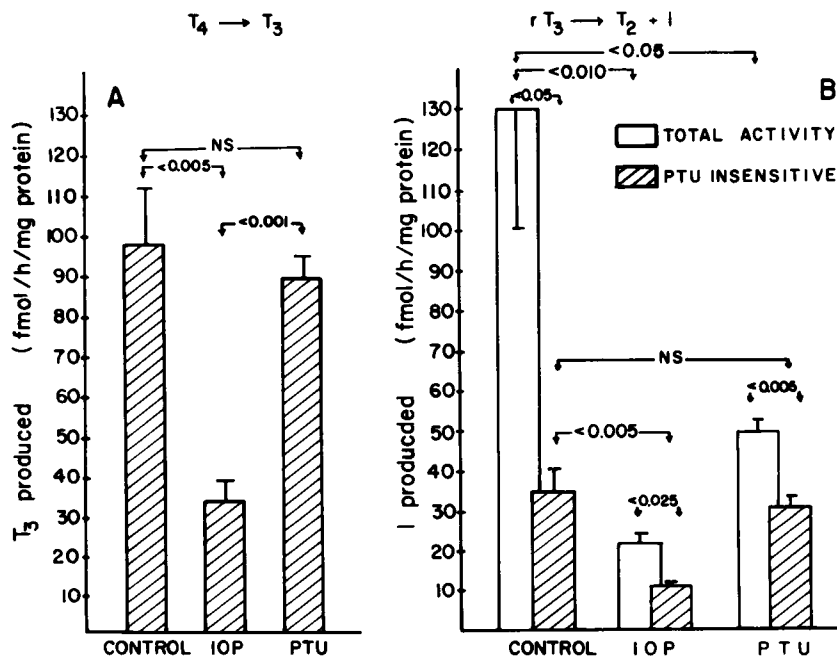 T4 → T3
A
T3 produced (fmol/h/mg protein)
130
120
110
100
90
80
70
60
50
40
30
20
10
NS
<0.005
<0.001
CONTROL IOP PTU
r T3 → T2 + I
B
I producded (fmol/h/mg protein)
130
120
110
100
90
80
70
60
50
40
30
20
10
<0.05
<0.010
<0.05
TOTAL ACTIVITY
PTU INSENSITIVE
NS
<0.005
<0.005
<0.025
CONTROL IOP PTU